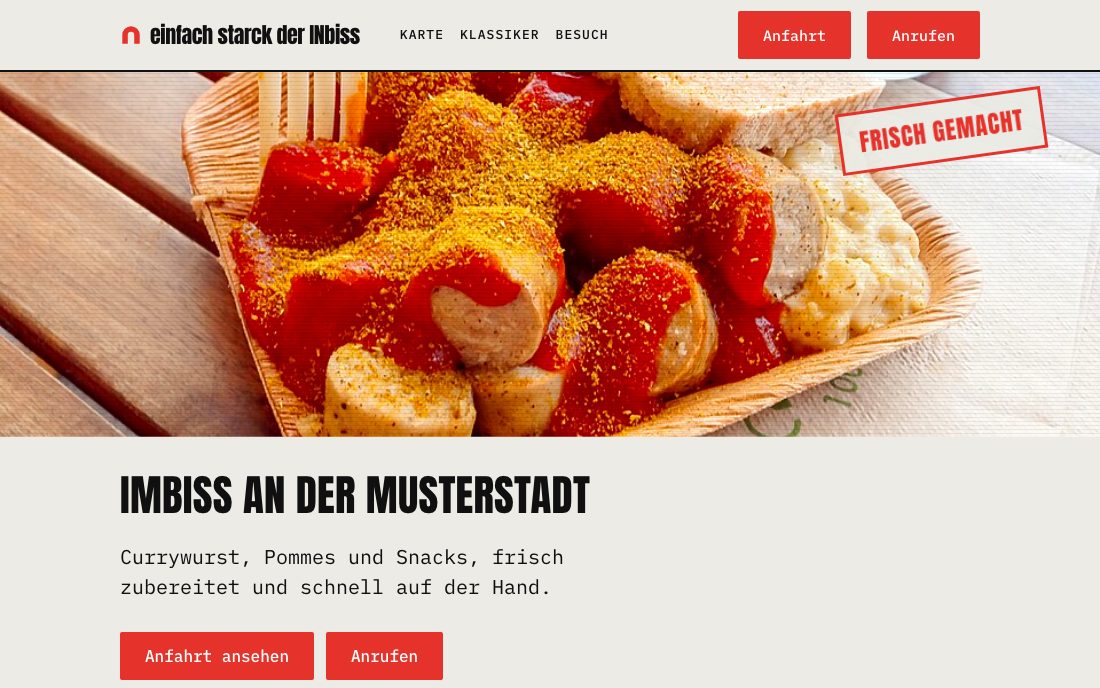 einfach starck der INbiss
KARTE KLASSIKER BESUCH
Anfahrt
Anrufen
FRISCH GEMACHT
100
IMBISS AN DER MUSTERSTADT
Currywurst, Pommes und Snacks, frisch
zubereitet und schnell auf der Hand.
Anfahrt ansehen
Anrufen